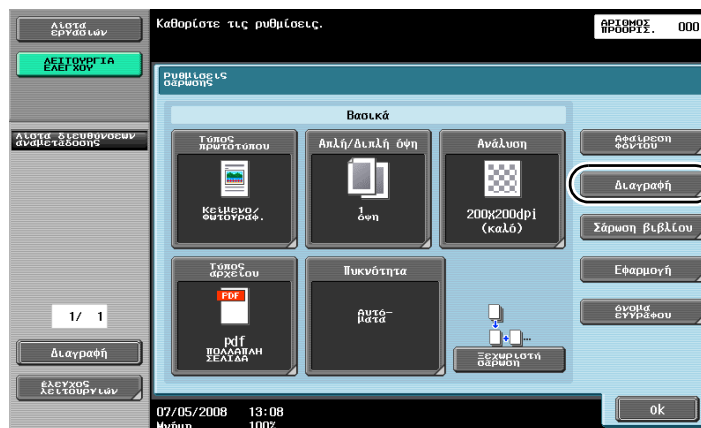 Λίστα
εργασιών
Καθορίστε τις ρυθμίσεις.
ΑΡΙΘΜΟΣ
ΠΡΟΟΡΙΣ.
000
ΛΕΙΤΟΥΡΓΙΑ
ΕΛΕΓΧΟΥ
Ρυθμίσεις
σάρωσης
Βασικά
Λίστα διευθύνσεων
αναμετάδοσης
Τύπος
πρωτοτύπου
Απλή/Διπλή όψη
Ανάλυση
Αφαίρεση
φόντου
Κείμενο/
Φωτογράφ.
1
όψη
200X200dpi
(καλό)
Διαγραφή
Σάρωση βιβλίου
Τύπος
αρχείου
Πυκνότητα
Εφαρμογή
PDF
Αυτό-
ματα
όνομα
εγγράφου
1/ 1
pdf
ΠΟΛΛΑΠΛΗ
ΣΕΛΙΔΑ
Ξεχωριστή
σάρωση
Διαγραφή
έλεγχος
λειτουργιών
ok
07/05/2008 13:08
Μνήμη 100%